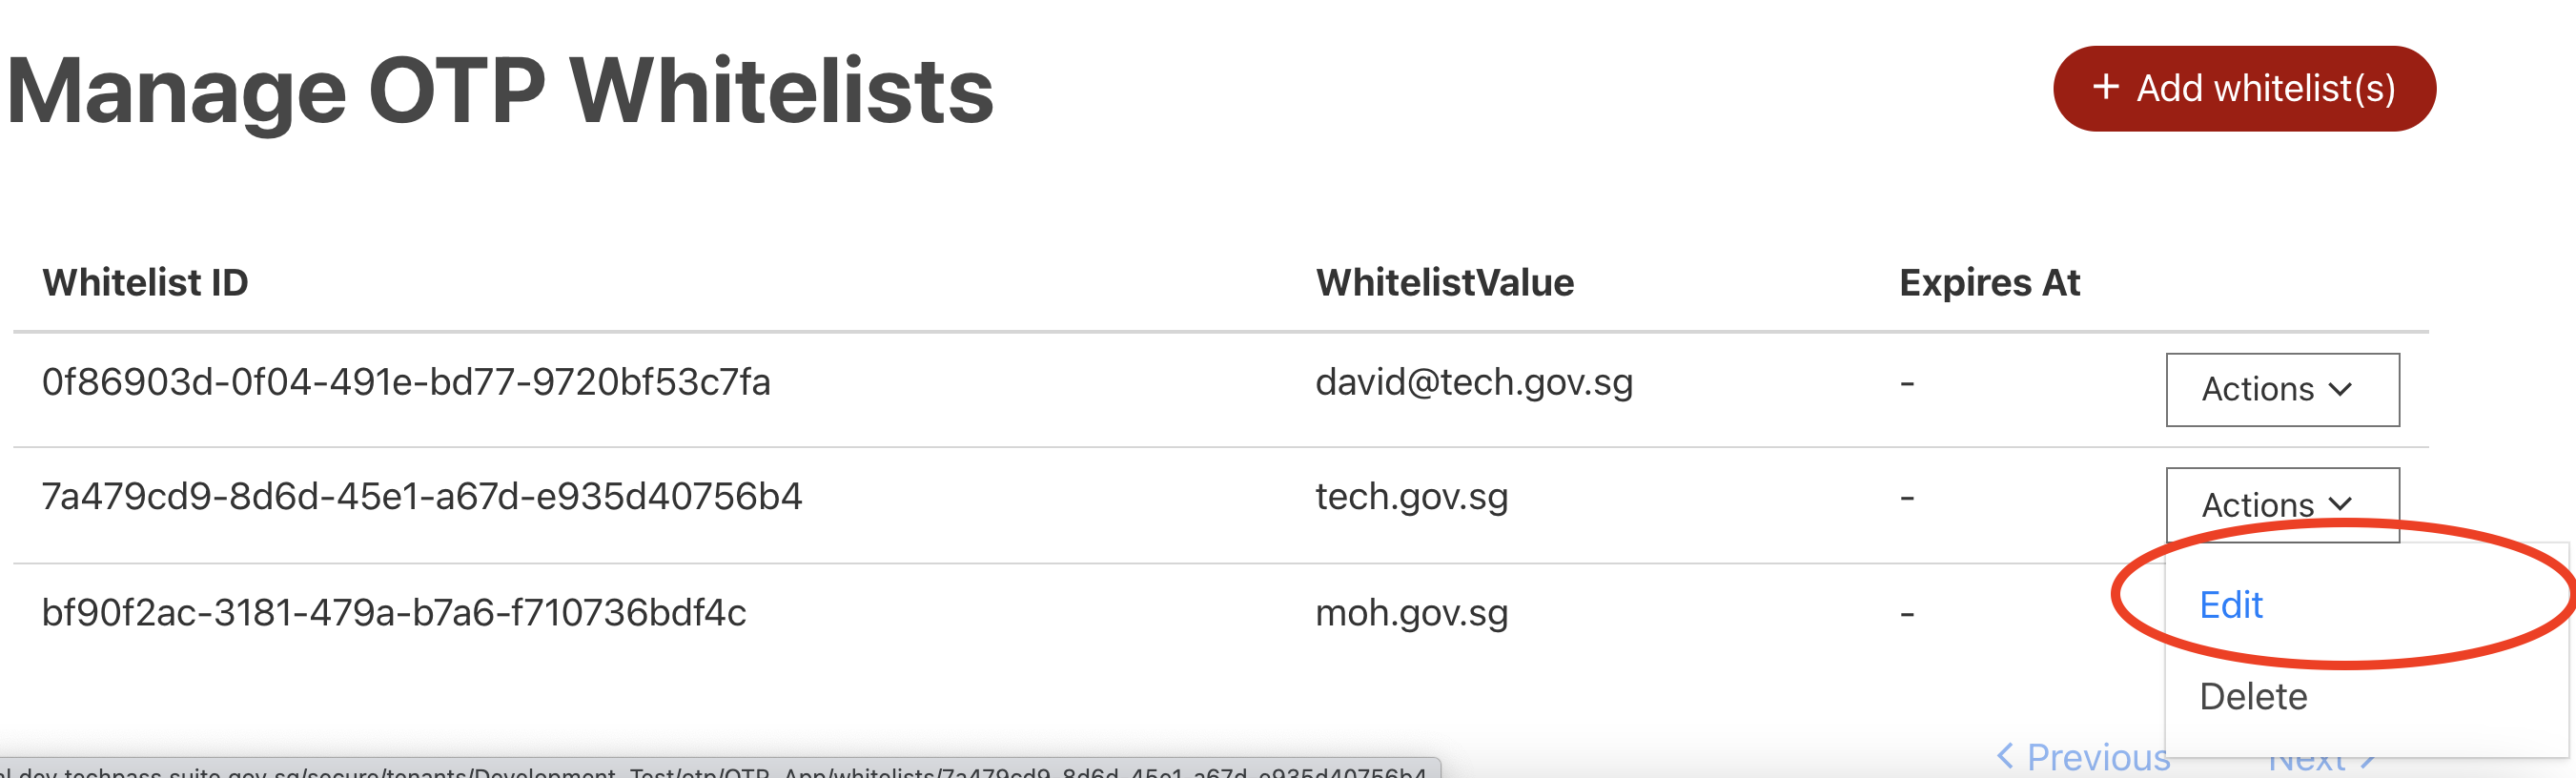 Manage OTP Whitelists
+ Add whitelist(s)
Whitelist ID WhitelistValue Expires At
0f86903d-0f04-491e-bd77-9720bf53c7fa david@tech.gov.sg - Actions
7a479cd9-8d6d-45e1-a67d-e935d40756b4 tech.gov.sg - Actions
bf90f2ac-3181-479a-b7a6-f710736bdf4c moh.gov.sg - Edit
Delete
Previous Next
dev.techpass.suite.gov.sg/secure/tenants/Development_Test/otp/OTP_App/whitelists/7a479cd9-8d6d-45e1-a67d-e935d40756b4